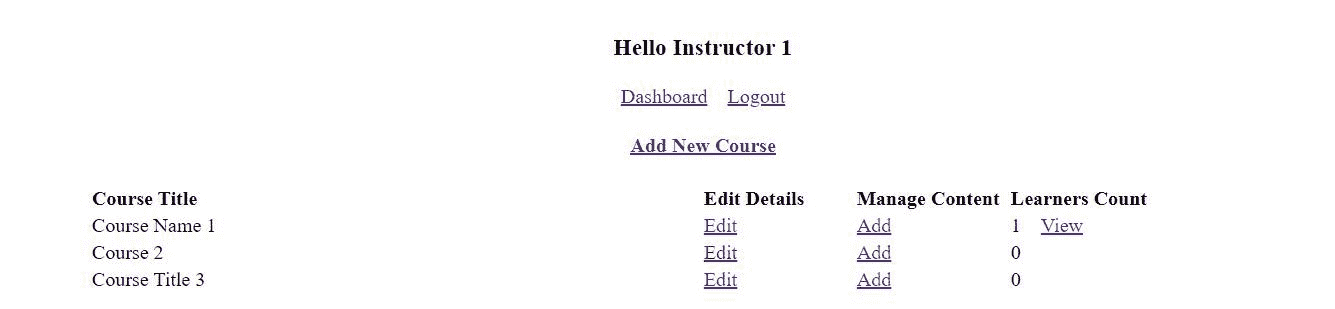 Hello Instructor 1
Dashboard Logout
Add New Course
Course Title Edit Details Manage Content Learners Count
Course Name 1 Edit Add 1 View
Course 2 Edit Add 0
Course Title 3 Edit Add 0